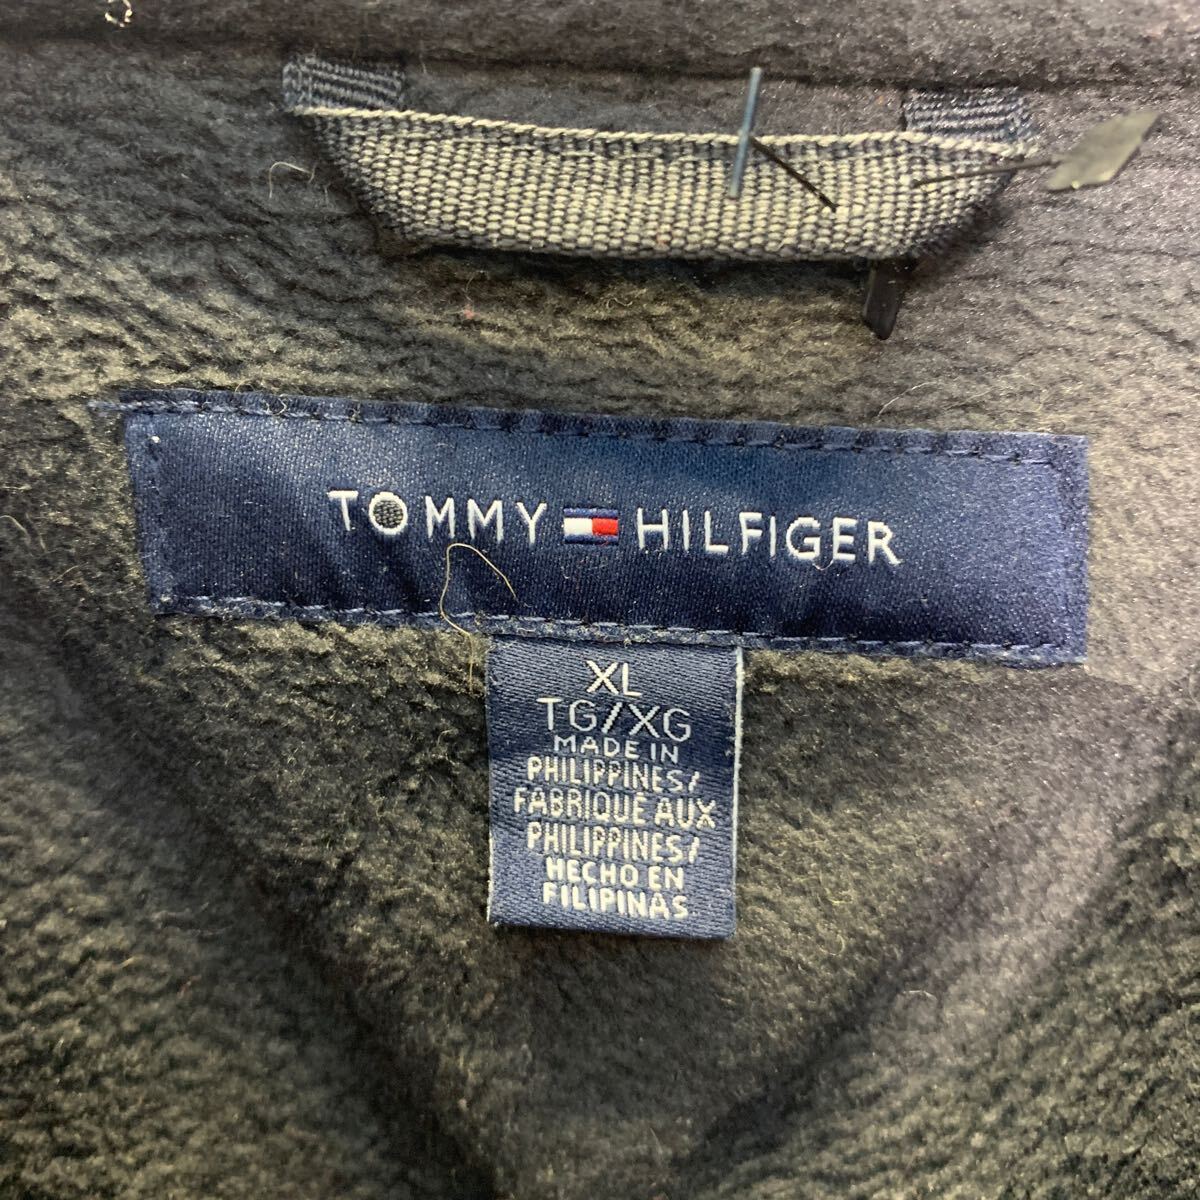 TOMMY HILFIGER
XL
TG/XG
MADE IN
PHILIPPINES/
FABRIQUÉ AUX
PHILIPPINES/
HECHO EN
FILIPINAS